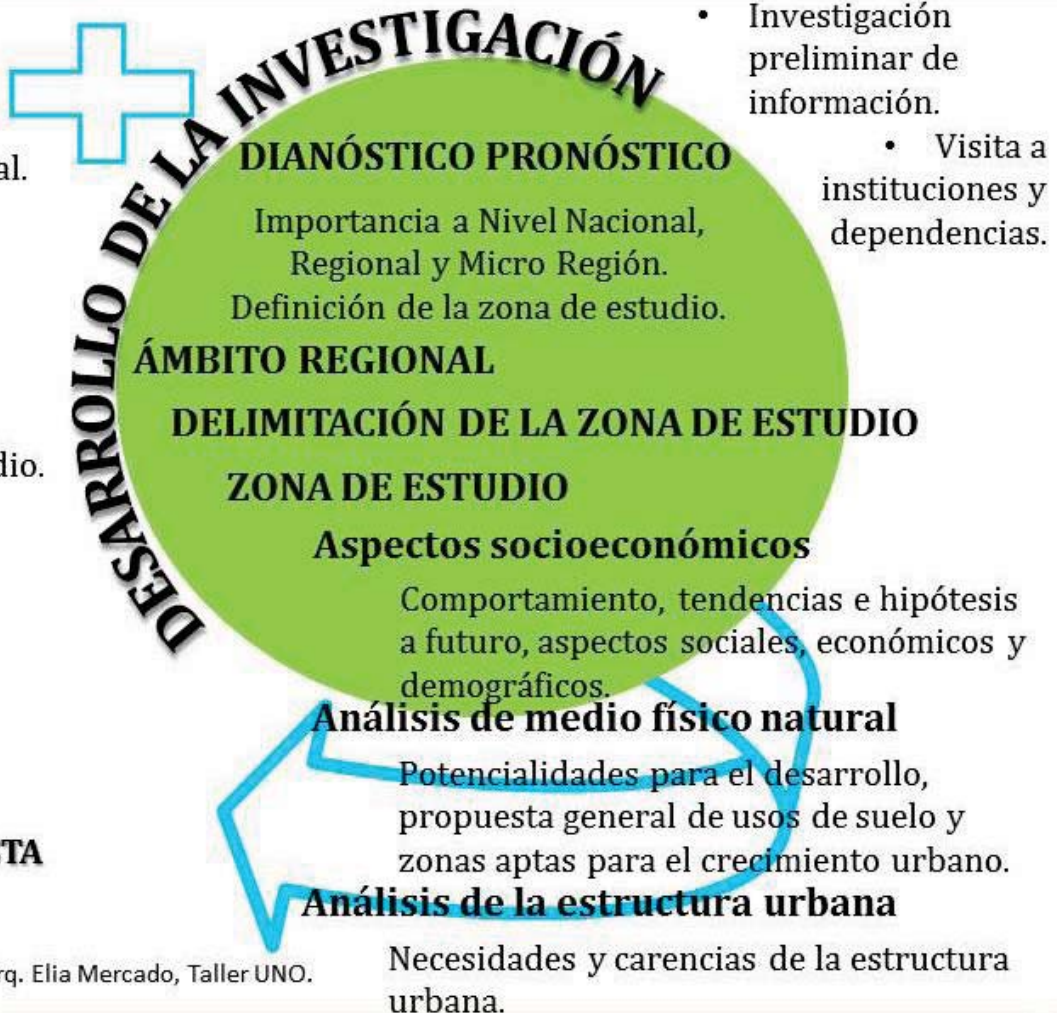 DESARROLLO DE LA INVESTIGACIÓN
• Investigación
preliminar de
información.
• Visita a
instituciones y
dependencias.
DIANÓSTICO PRONÓSTICO
Importancia a Nivel Nacional,
Regional y Micro Región.
Definición de la zona de estudio.
ÁMBITO REGIONAL
DELIMITACIÓN DE LA ZONA DE ESTUDIO
ZONA DE ESTUDIO
Aspectos socioeconómicos
Comportamiento, tendencias e hipótesis
a futuro, aspectos sociales, económicos y
demográficos.
Análisis de medio físico natural
Potencialidades para el desarrollo,
propuesta general de usos de suelo y
zonas aptas para el crecimiento urbano.
Análisis de la estructura urbana
Necesidades y carencias de la estructura
urbana.
Elia Mercado, Taller UNO.